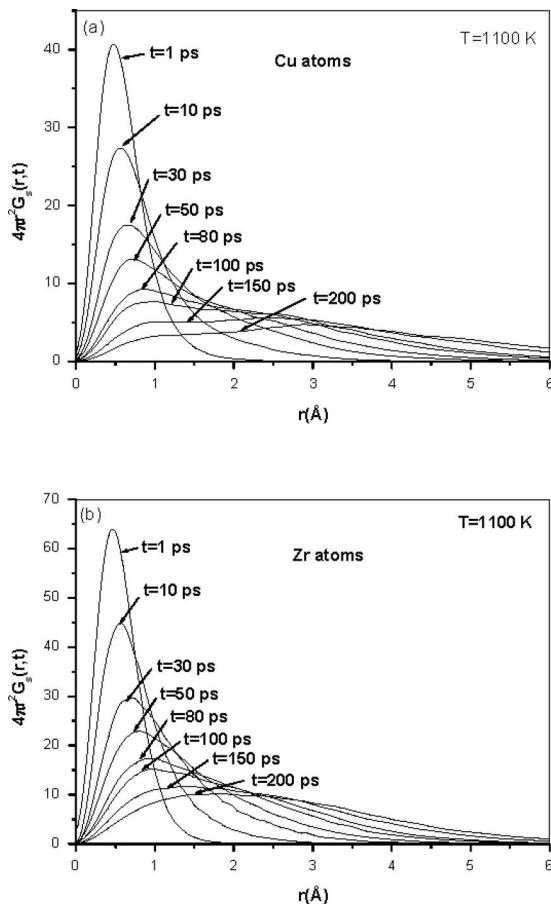 (a)
T=1100 K
Cu atoms
t=1 ps
t=10 ps
t=30 ps
t=50 ps
t=80 ps
t=100 ps
t=150 ps
t=200 ps
4πr²Gₛ(r,t)
40
30
20
10
0
0 1 2 3 4 5 6
r(Å)
(b)
T=1100 K
Zr atoms
t=1 ps
t=10 ps
t=30 ps
t=50 ps
t=80 ps
t=100 ps
t=150 ps
t=200 ps
4πr²Gₛ(r,t)
70
60
50
40
30
20
10
0
0 1 2 3 4 5 6
r(Å)